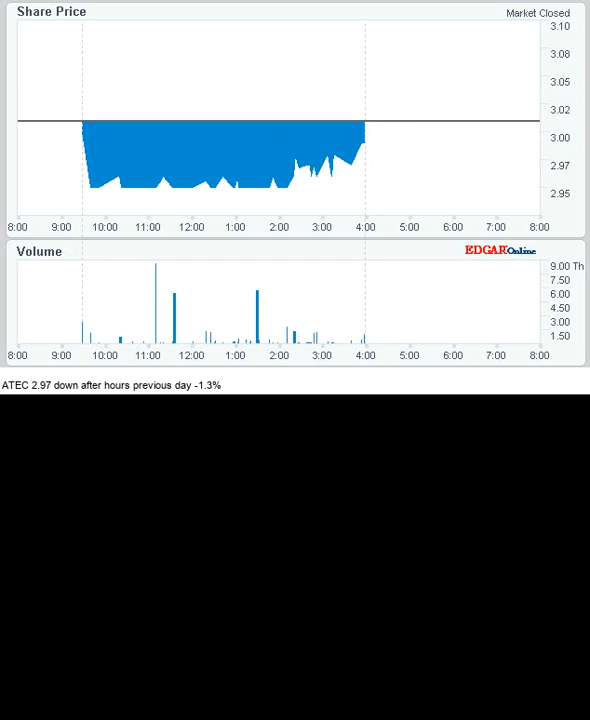 Share Price
Market Closed
3.10
3.08
3.05
3.02
3.00
2.97
2.95
8:00 9:00 10:00 11:00 12:00 1:00 2:00 3:00 4:00 5:00 6:00 7:00 8:00
Volume
EDGAR Online
9.00 Th
7.50
6.00
4.50
3.00
1.50
8:00 9:00 10:00 11:00 12:00 1:00 2:00 3:00 4:00 5:00 6:00 7:00 8:00
ATEC 2.97 down after hours previous day -1.3%